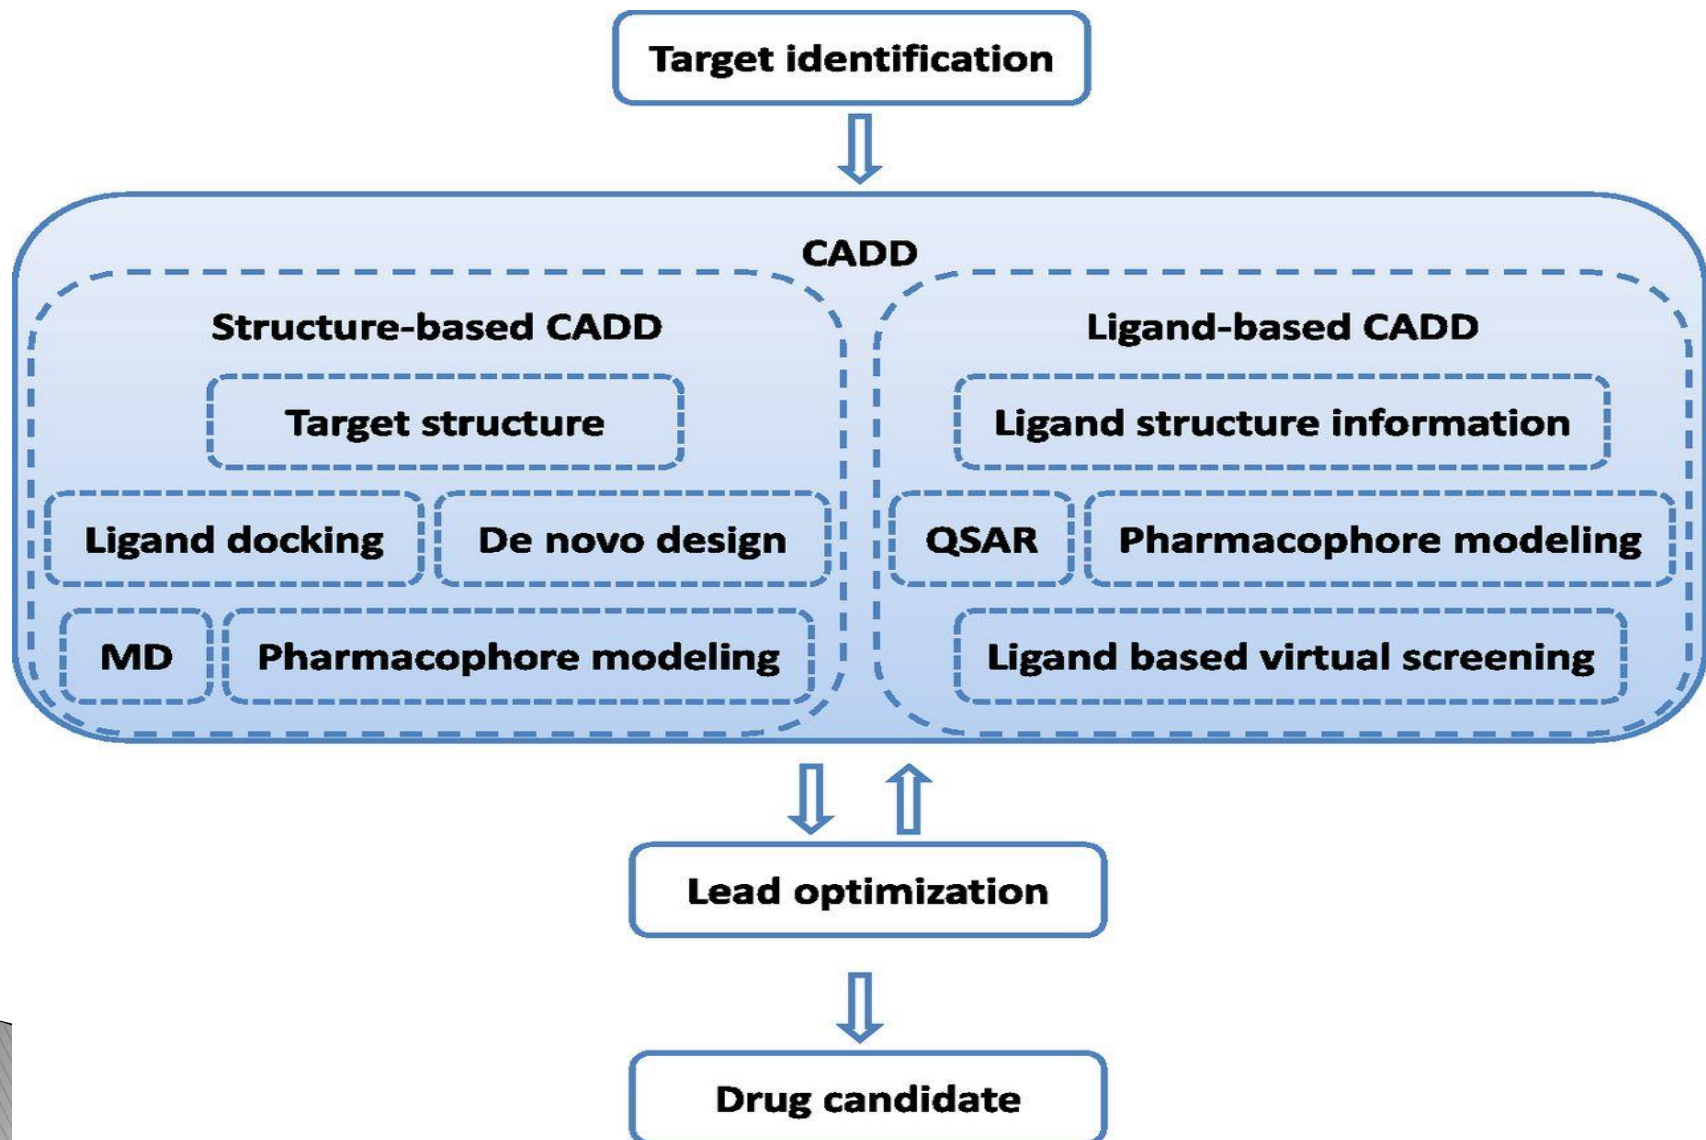 Target identification
CADD
Structure-based CADD
Target structure
Ligand docking
De novo design
MD
Pharmacophore modeling
Ligand-based CADD
Ligand structure information
QSAR
Pharmacophore modeling
Ligand based virtual screening
Lead optimization
Drug candidate